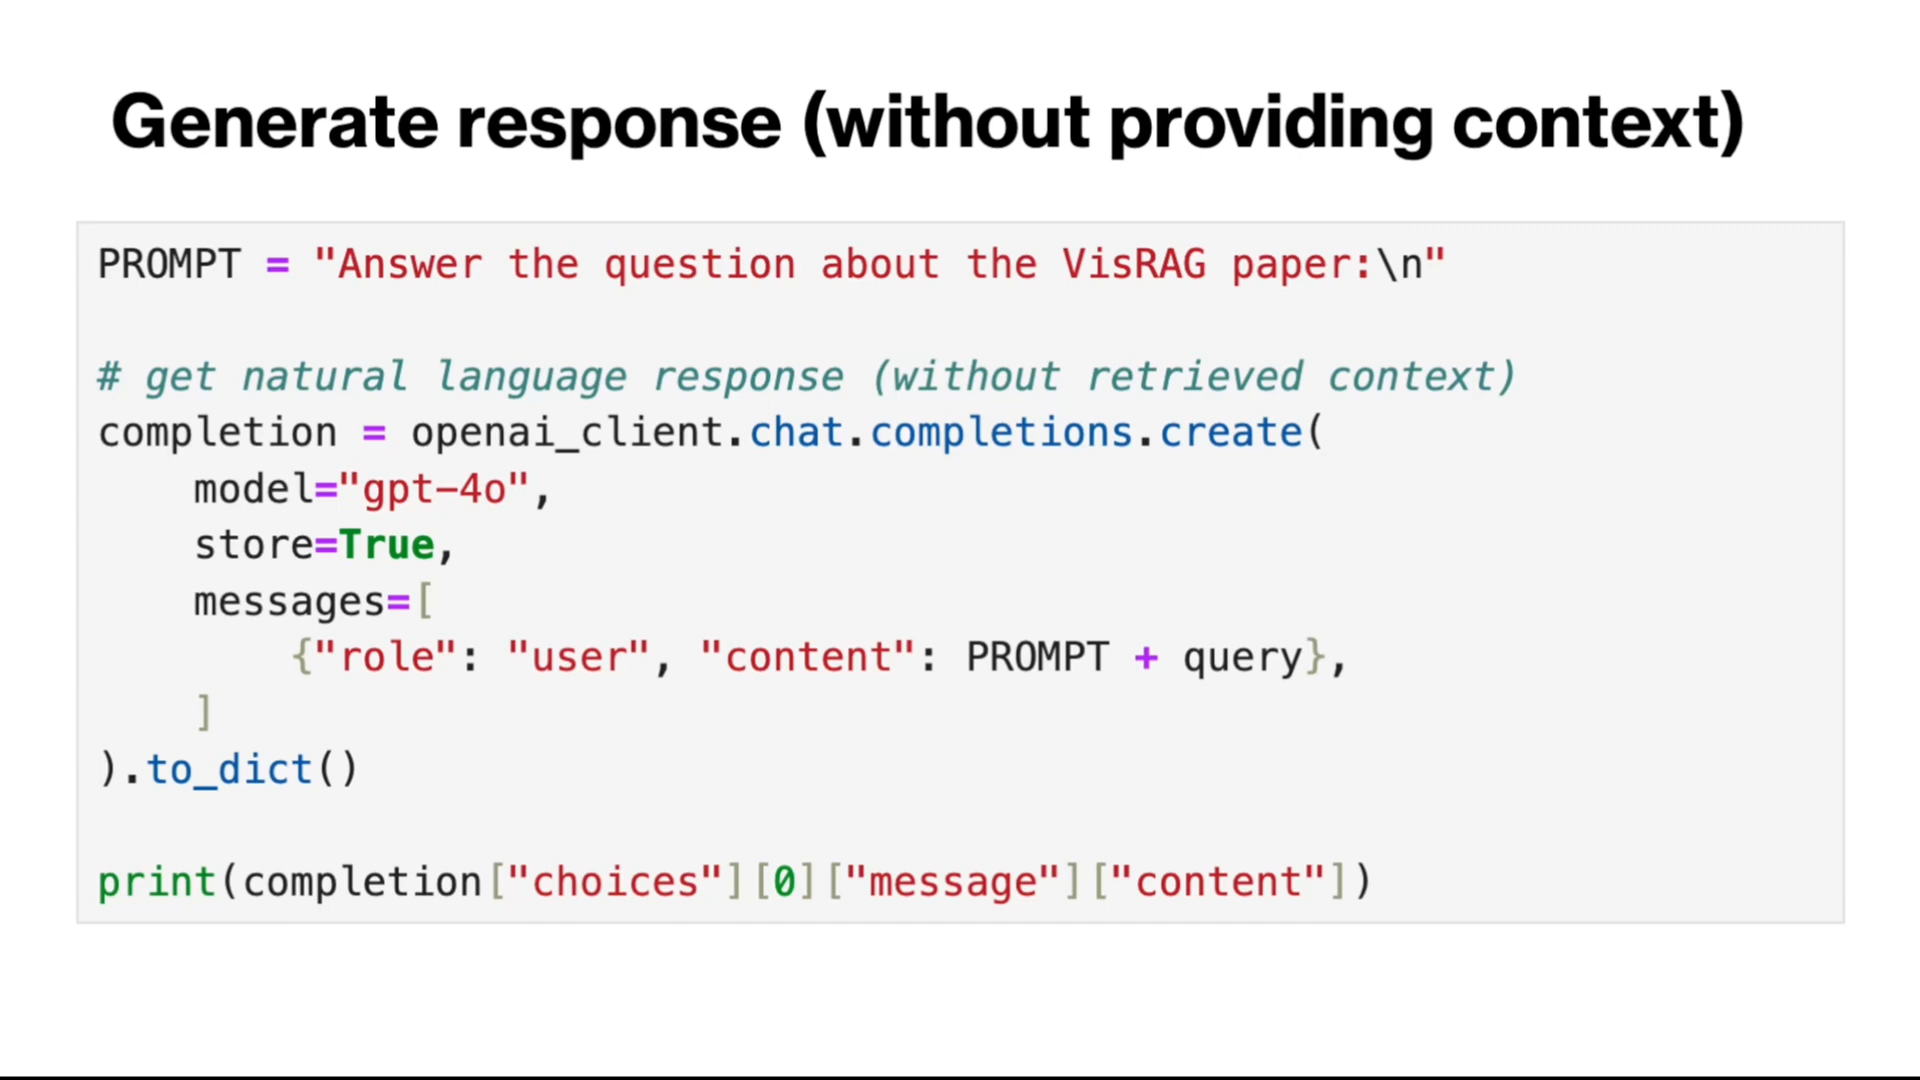 Generate response (without providing context)
PROMPT = "Answer the question about the VisRAG paper:\n"
# get natural language response (without retrieved context)
completion = openai_client.chat.completions.create(
    model="gpt-4o",
    store=True,
    messages=[
        {"role": "user", "content": PROMPT + query},
    ]
).to_dict()
print(completion["choices"][0]["message"]["content"])